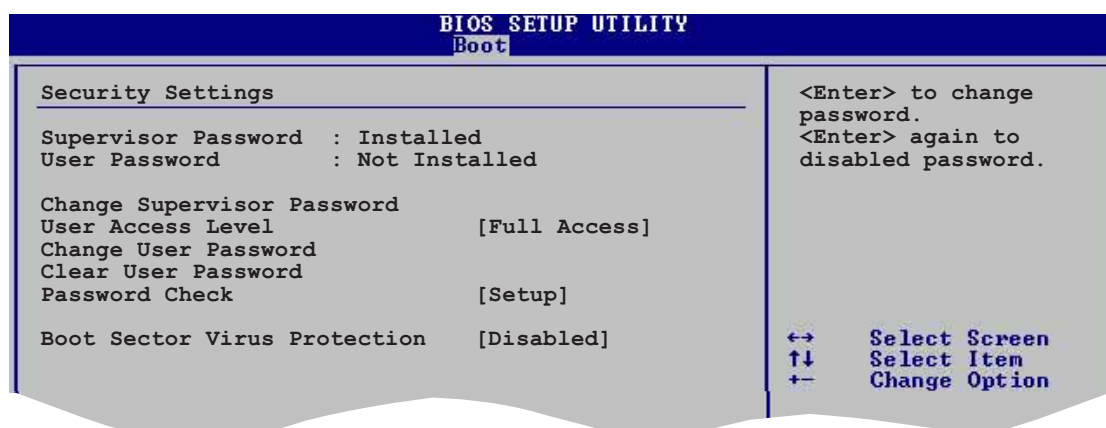 BIOS SETUP UTILITY
Boot
Security Settings
Supervisor Password : Installed
User Password : Not Installed
Change Supervisor Password
User Access Level [Full Access]
Change User Password
Clear User Password
Password Check [Setup]
Boot Sector Virus Protection [Disabled]
<Enter> to change
password.
<Enter> again to
disabled password.
←→ Select Screen
↑↓ Select Item
+- Change Option